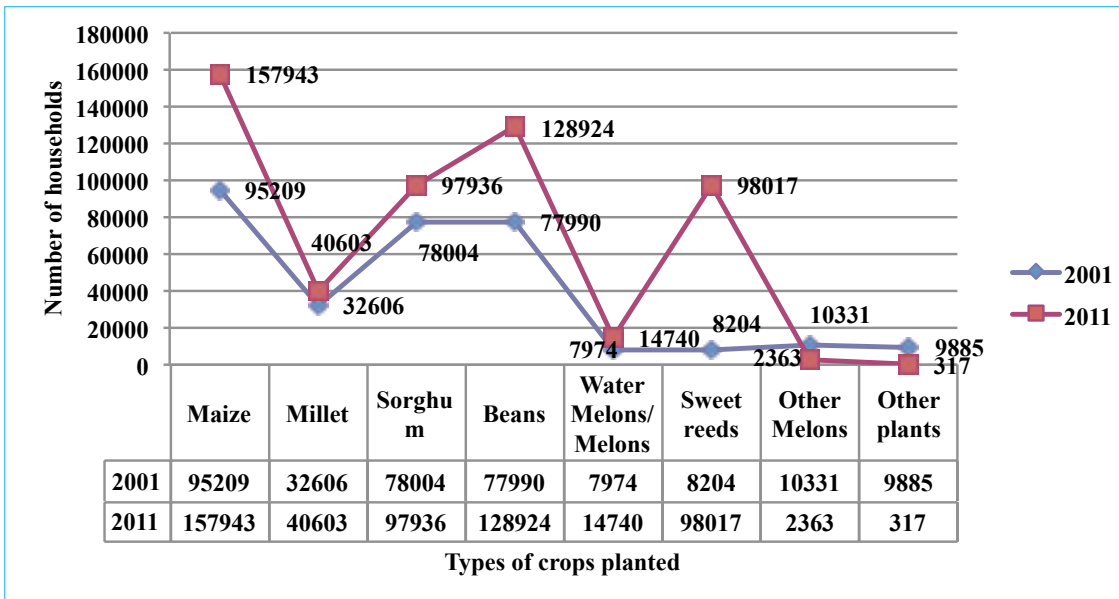 180000
160000
140000
120000
100000
80000
60000
40000
20000
0
Number of households
157943
95209
40603
32606
97936
78004
128924
77990
14740
7974
98017
8204
10331
2363
9885
317
2001
2011
Maize Millet Sorghu
m Beans Water
Melons/
Melons Sweet
reeds Other
Melons Other
plants
2001 95209 32606 78004 77990 7974 8204 10331 9885
2011 157943 40603 97936 128924 14740 98017 2363 317
Types of crops planted